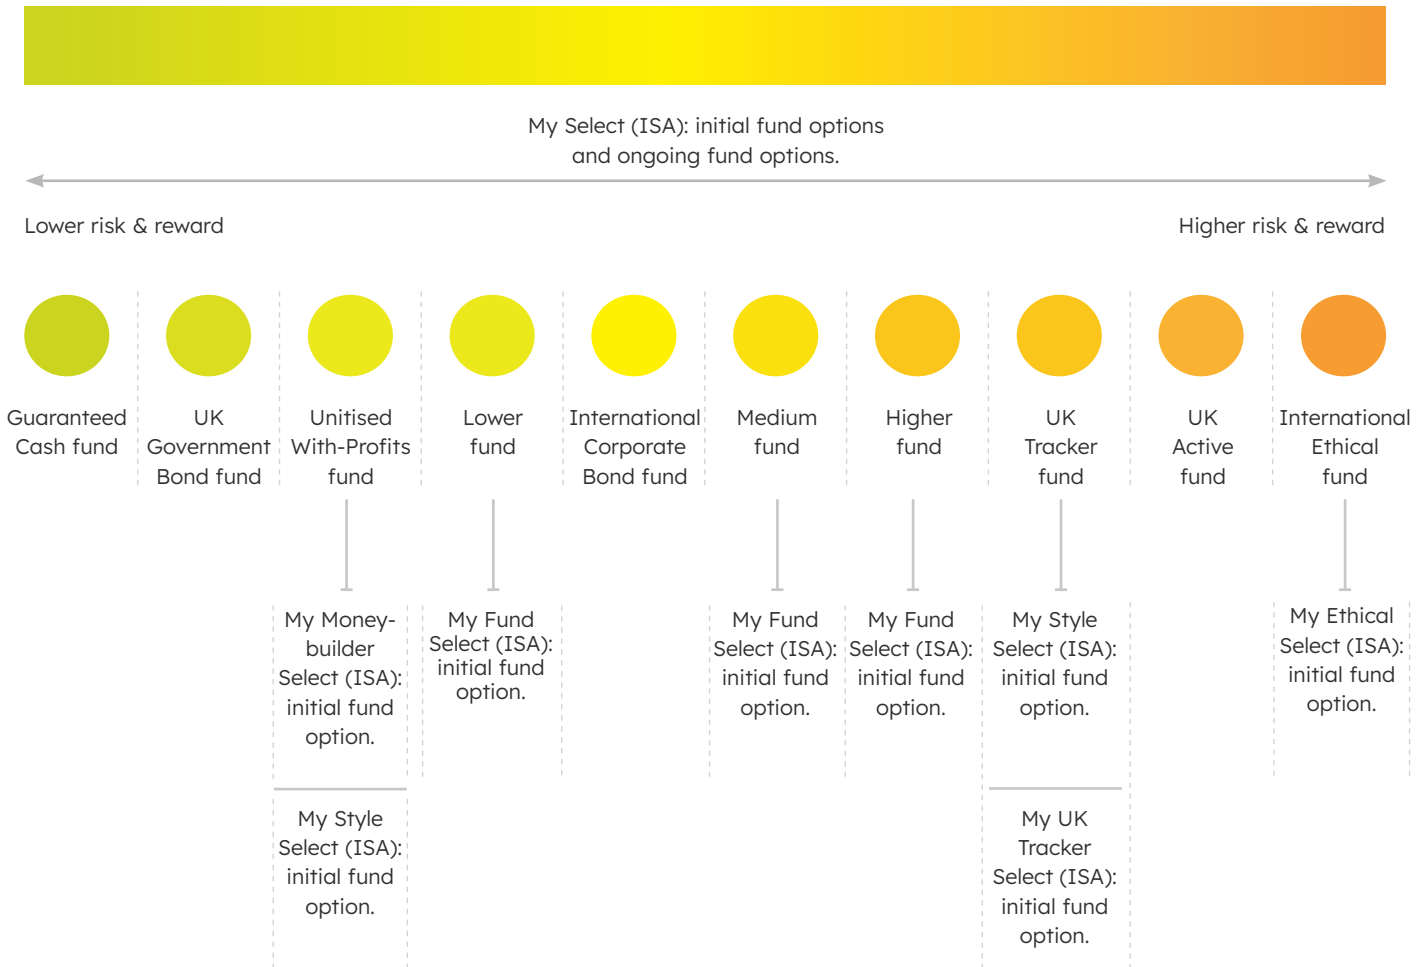 My Select (ISA): initial fund options
and ongoing fund options.
Lower risk & reward
Higher risk & reward
Guaranteed
Cash fund
UK
Government
Bond fund
Unitised
With-Profits
fund
Lower
fund
International
Corporate
Bond fund
Medium
fund
Higher
fund
UK
Tracker
fund
UK
Active
fund
International
Ethical
fund
My Money-
builder
Select (ISA):
initial fund
option.
My Fund
Select (ISA):
initial fund
option.
My Fund
Select (ISA):
initial fund
option.
My Fund
Select (ISA):
initial fund
option.
My Style
Select (ISA):
initial fund
option.
My Ethical
Select (ISA):
initial fund
option.
My Style
Select (ISA):
initial fund
option.
My UK
Tracker
Select (ISA):
initial fund
option.